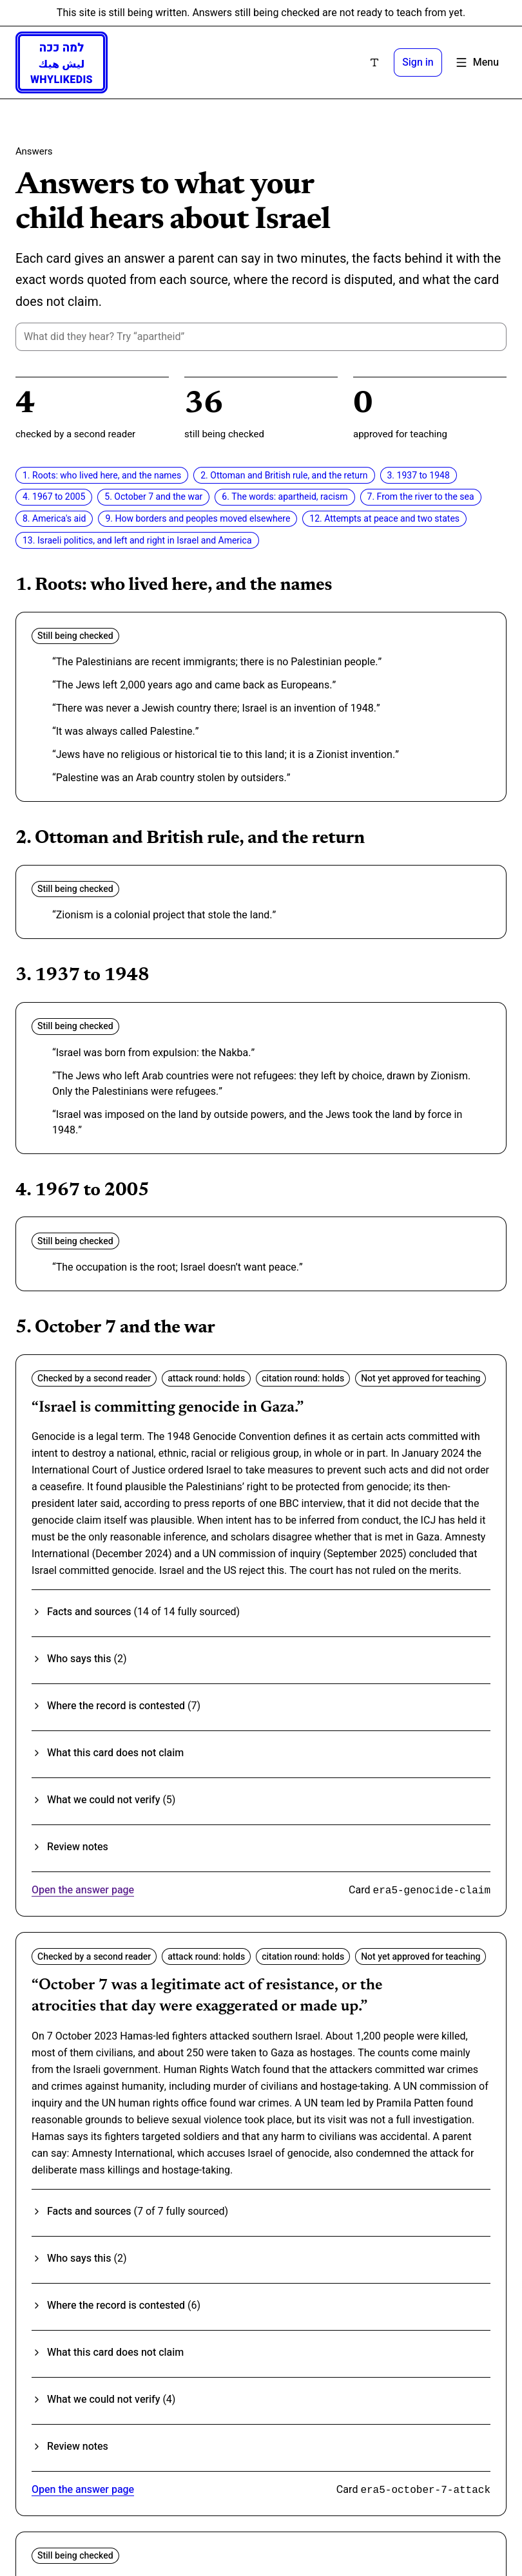 This site is still being written. Answers still being checked are not ready to teach from yet.
למה ככה
ليش هيك
WHYLIKEDIS
T
Sign in
Menu
Answers
Answers to what your
child hears about Israel
Each card gives an answer a parent can say in two minutes, the facts behind it with the
exact words quoted from each source, where the record is disputed, and what the card
does not claim.
What did they hear? Try “apartheid”
4
36
0
checked by a second reader
still being checked
approved for teaching
1. Roots: who lived here, and the names
2. Ottoman and British rule, and the return
3. 1937 to 1948
4. 1967 to 2005
5. October 7 and the war
6. The words: apartheid, racism
7. From the river to the sea
8. America's aid
9. How borders and peoples moved elsewhere
12. Attempts at peace and two states
13. Israeli politics, and left and right in Israel and America
1. Roots: who lived here, and the names
Still being checked
“The Palestinians are recent immigrants; there is no Palestinian people.”
“The Jews left 2,000 years ago and came back as Europeans.”
“There was never a Jewish country there; Israel is an invention of 1948.”
“It was always called Palestine.”
“Jews have no religious or historical tie to this land; it is a Zionist invention.”
“Palestine was an Arab country stolen by outsiders.”
2. Ottoman and British rule, and the return
Still being checked
“Zionism is a colonial project that stole the land.”
3. 1937 to 1948
Still being checked
“Israel was born from expulsion: the Nakba.”
“The Jews who left Arab countries were not refugees: they left by choice, drawn by Zionism.
Only the Palestinians were refugees.”
“Israel was imposed on the land by outside powers, and the Jews took the land by force in
1948.”
4. 1967 to 2005
Still being checked
“The occupation is the root; Israel doesn’t want peace.”
5. October 7 and the war
Checked by a second reader
attack round: holds
citation round: holds
Not yet approved for teaching
“Israel is committing genocide in Gaza.”
Genocide is a legal term. The 1948 Genocide Convention defines it as certain acts committed with
intent to destroy a national, ethnic, racial or religious group, in whole or in part. In January 2024 the
International Court of Justice ordered Israel to take measures to prevent such acts and did not order
a ceasefire. It found plausible the Palestinians’ right to be protected from genocide; its then-
president later said, according to press reports of one BBC interview, that it did not decide that the
genocide claim itself was plausible. When intent has to be inferred from conduct, the ICJ has held it
must be the only reasonable inference, and scholars disagree whether that is met in Gaza. Amnesty
International (December 2024) and a UN commission of inquiry (September 2025) concluded that
Israel committed genocide. Israel and the US reject this. The court has not ruled on the merits.
Facts and sources (14 of 14 fully sourced)
Who says this (2)
Where the record is contested (7)
What this card does not claim
What we could not verify (5)
Review notes
Open the answer page
Card era5-genocide-claim
Checked by a second reader
attack round: holds
citation round: holds
Not yet approved for teaching
“October 7 was a legitimate act of resistance, or the
atrocities that day were exaggerated or made up.”
On 7 October 2023 Hamas-led fighters attacked southern Israel. About 1,200 people were killed,
most of them civilians, and about 250 were taken to Gaza as hostages. The counts come mainly
from the Israeli government. Human Rights Watch found that the attackers committed war crimes
and crimes against humanity, including murder of civilians and hostage-taking. A UN commission of
inquiry and the UN human rights office found war crimes. A UN team led by Pramila Patten found
reasonable grounds to believe sexual violence took place, but its visit was not a full investigation.
Hamas says its fighters targeted soldiers and that any harm to civilians was accidental. A parent
can say: Amnesty International, which accuses Israel of genocide, also condemned the attack for
deliberate mass killings and hostage-taking.
Facts and sources (7 of 7 fully sourced)
Who says this (2)
Where the record is contested (6)
What this card does not claim
What we could not verify (4)
Review notes
Open the answer page
Card era5-october-7-attack
Still being checked